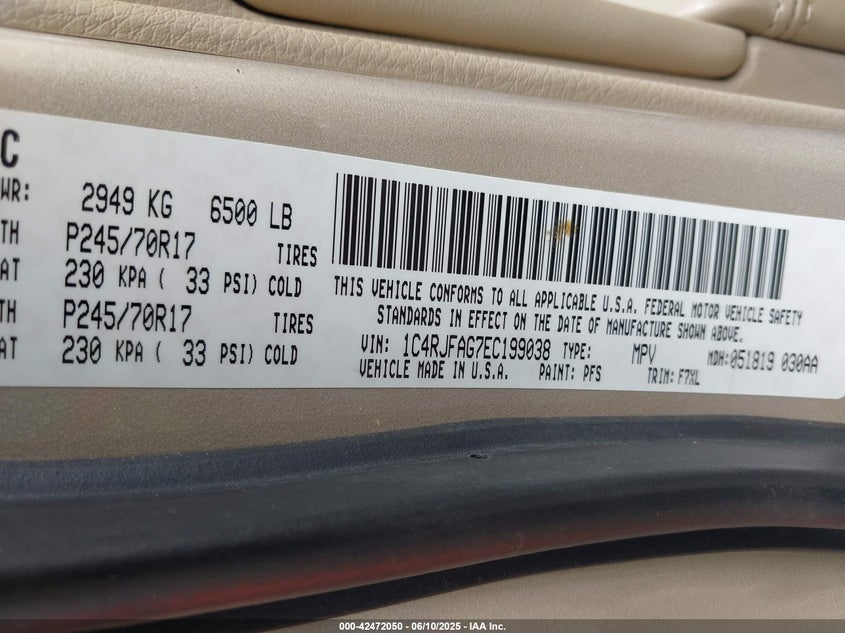 C
WR: 2949 KG 6500 LB
TH P245/70R17 TIRES
AT 230 KPA ( 33 PSI) COLD
TH P245/70R17 TIRES
AT 230 KPA ( 33 PSI) COLD
THIS VEHICLE CONFORMS TO ALL APPLICABLE U.S.A. FEDERAL MOTOR VEHICLE SAFETY
STANDARDS IN EFFECT ON THE DATE OF MANUFACTURE SHOWN ABOVE.
VIN: 1C4RJFAG7EC199038 TYPE: MPV MDH:051819 030AA
VEHICLE MADE IN U.S.A. PAINT: PFS TRIM: F7XL
000-42472050 - 06/10/2025 - IAA Inc.